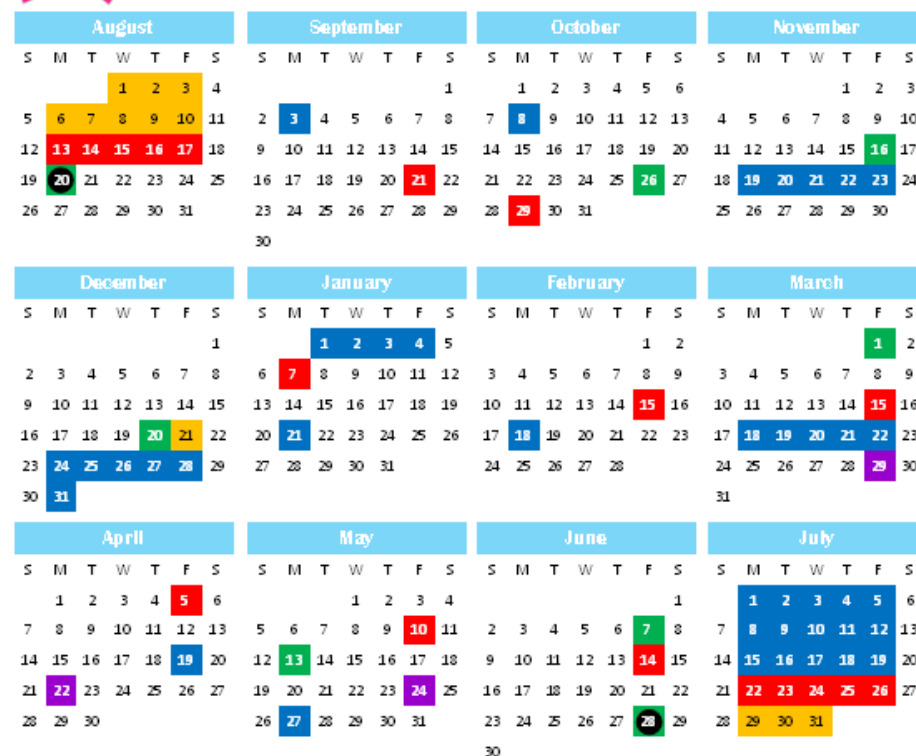 August September October November
S M T W T F S S M T W T F S S M T W T F S S M T W T F S
1 2 3 4 1 1 2 3 4 5 6 1 2 3
5 6 7 8 9 10 11 2 3 4 5 6 7 8 7 8 9 10 11 12 13 4 5 6 7 8 9 10
12 13 14 15 16 17 18 9 10 11 12 13 14 15 14 15 16 17 18 19 20 11 12 13 14 15 16 17
19 20 21 22 23 24 25 16 17 18 19 20 21 22 21 22 23 24 25 26 27 18 19 20 21 22 23 24
26 27 28 29 30 31 23 24 25 26 27 28 29 28 29 30 31 25 26 27 28 29 30
30
December January February March
S M T W T F S S M T W T F S S M T W T F S S M T W T F S
1 1 2 3 4 5 1 2 1 2
2 3 4 5 6 7 8 6 7 8 9 10 11 12 3 4 5 6 7 8 9 3 4 5 6 7 8 9
9 10 11 12 13 14 15 13 14 15 16 17 18 19 10 11 12 13 14 15 16 10 11 12 13 14 15 16
16 17 18 19 20 21 22 20 21 22 23 24 25 26 17 18 19 20 21 22 23 17 18 19 20 21 22 23
23 24 25 26 27 28 29 27 28 29 30 31 24 25 26 27 28 24 25 26 27 28 29 30
30 31 31
April May June July
S M T W T F S S M T W T F S S M T W T F S S M T W T F S
1 2 3 4 5 6 1 2 3 4 1 1 2 3 4 5 6
7 8 9 10 11 12 13 5 6 7 8 9 10 11 2 3 4 5 6 7 8 7 8 9 10 11 12 13
14 15 16 17 18 19 20 12 13 14 15 16 17 18 9 10 11 12 13 14 15 14 15 16 17 18 19 20
21 22 23 24 25 26 27 19 20 21 22 23 24 25 16 17 18 19 20 21 22 21 22 23 24 25 26 27
28 29 30 26 27 28 29 30 31 23 24 25 26 27 28 29 28 29 30 31
30